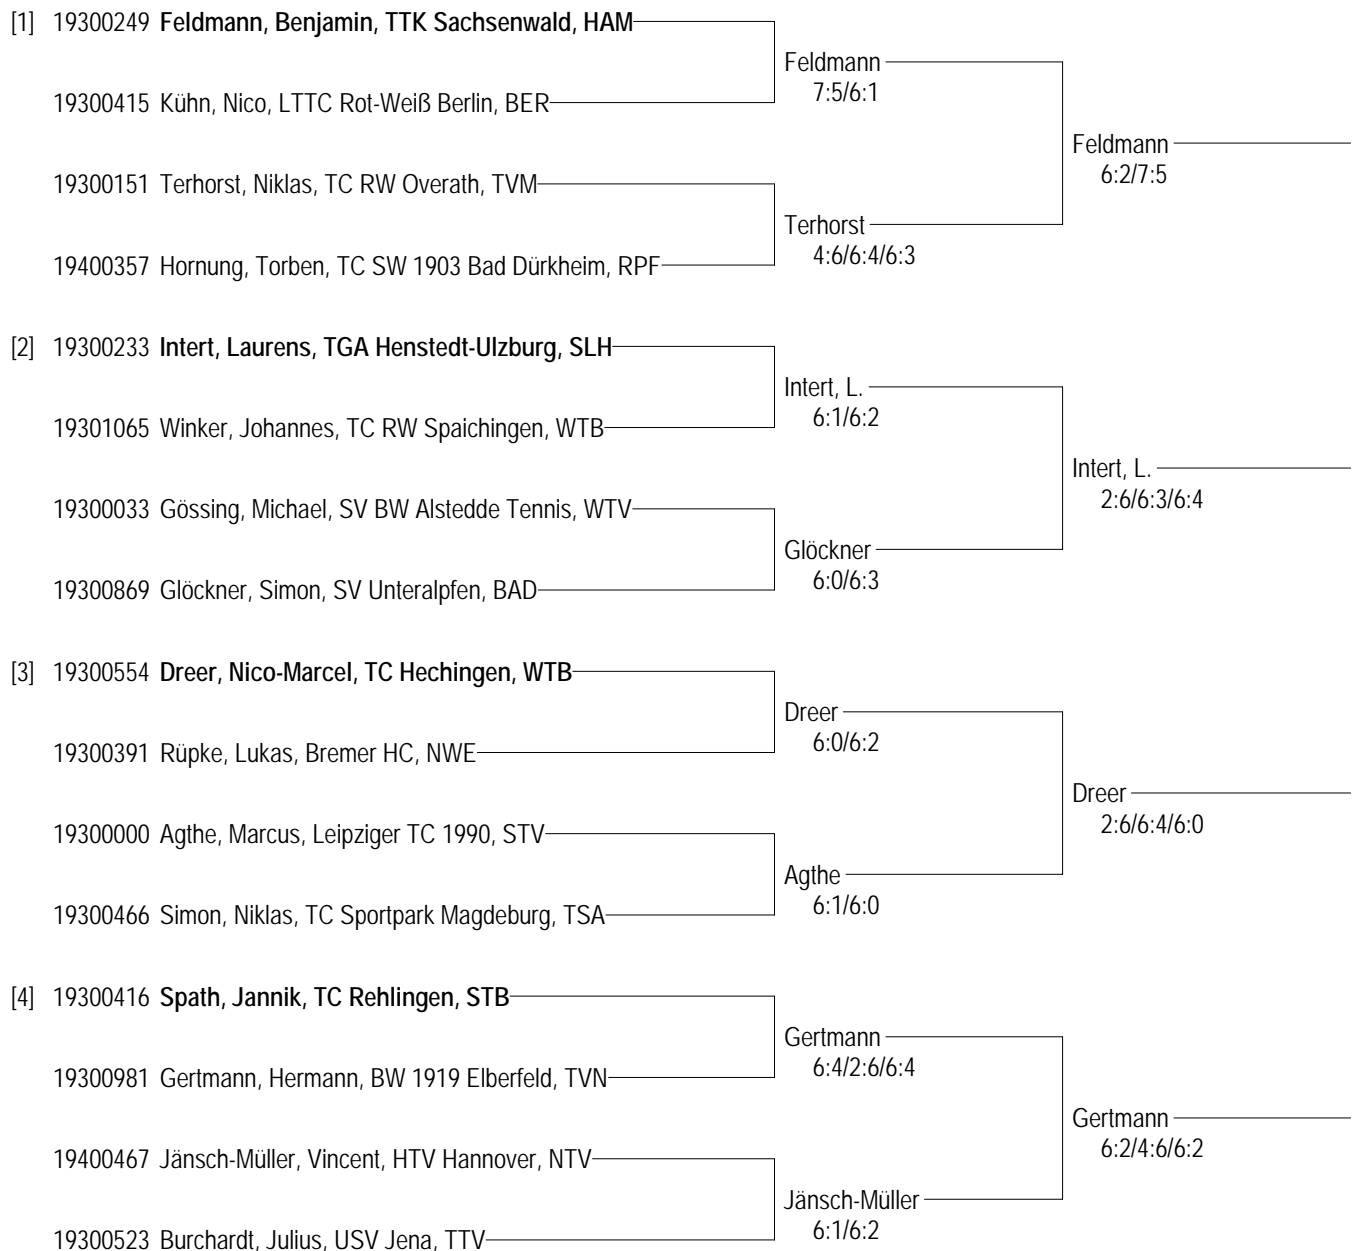 [1] 19300249 Feldmann, Benjamin, TTK Sachsenwald, HAM
Feldmann
7:5/6:1
19300415 Kühn, Nico, LTTC Rot-Weiß Berlin, BER
Feldmann
6:2/7:5
19300151 Terhorst, Niklas, TC RW Overath, TVM
Terhorst
4:6/6:4/6:3
19400357 Hornung, Torben, TC SW 1903 Bad Dürkheim, RPF
[2] 19300233 Intert, Laurens, TGA Henstedt-Ulzburg, SLH
Intert, L.
6:1/6:2
19301065 Winker, Johannes, TC RW Spaichingen, WTB
Intert, L.
2:6/6:3/6:4
19300033 Gössing, Michael, SV BW Alstedde Tennis, WTV
Glöckner
6:0/6:3
19300869 Glöckner, Simon, SV Unteralpfen, BAD
[3] 19300554 Dreer, Nico-Marcel, TC Hechingen, WTB
Dreer
6:0/6:2
19300391 Rüpke, Lukas, Bremer HC, NWE
Dreer
2:6/6:4/6:0
19300000 Agthe, Marcus, Leipziger TC 1990, STV
Agthe
6:1/6:0
19300466 Simon, Niklas, TC Sportpark Magdeburg, TSA
[4] 19300416 Spath, Jannik, TC Rehlingen, STB
Gertmann
6:4/2:6/6:4
19300981 Gertmann, Hermann, BW 1919 Elberfeld, TVN
Gertmann
6:2/4:6/6:2
19400467 Jänsch-Müller, Vincent, HTV Hannover, NTV
Jänsch-Müller
6:1/6:2
19300523 Burchardt, Julius, USV Jena, TTV